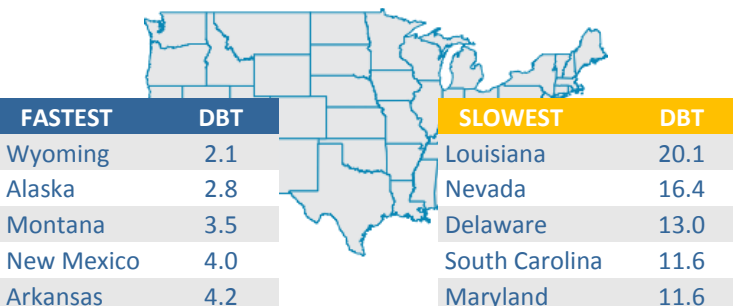 FASTEST DBT
Wyoming 2.1
Alaska 2.8
Montana 3.5
New Mexico 4.0
Arkansas 4.2
SLOWEST DBT
Louisiana 20.1
Nevada 16.4
Delaware 13.0
South Carolina 11.6
Maryland 11.6